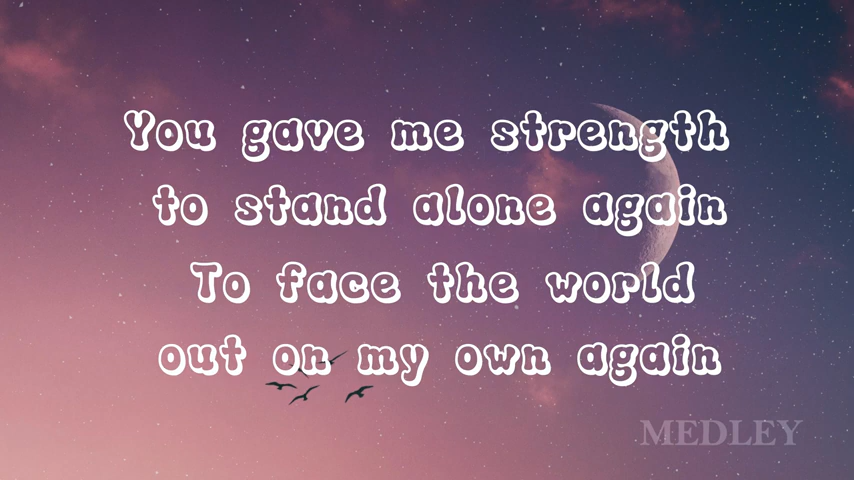 You gave me strength
to stand alone again
To face the world
out on my own again
MEDLEY